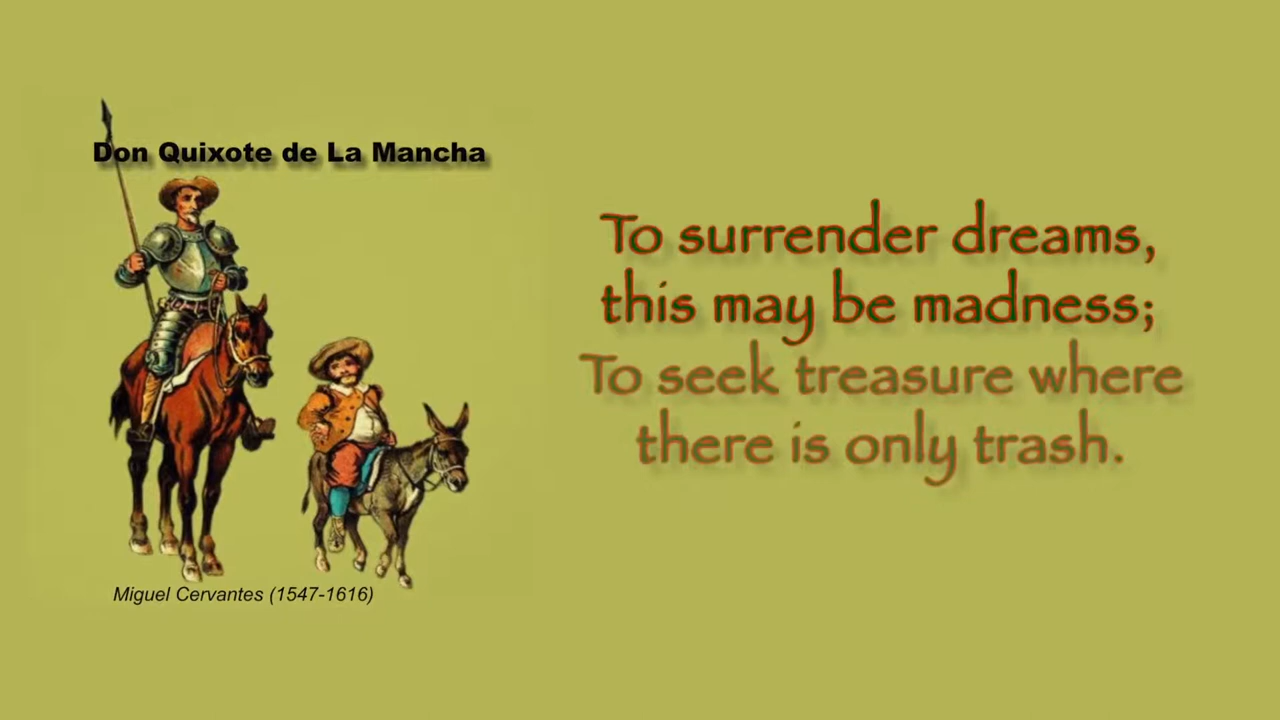 Don Quixote de La Mancha
To surrender dreams,
this may be madness;
To seek treasure where
there is only trash.
Miguel Cervantes (1547-1616)